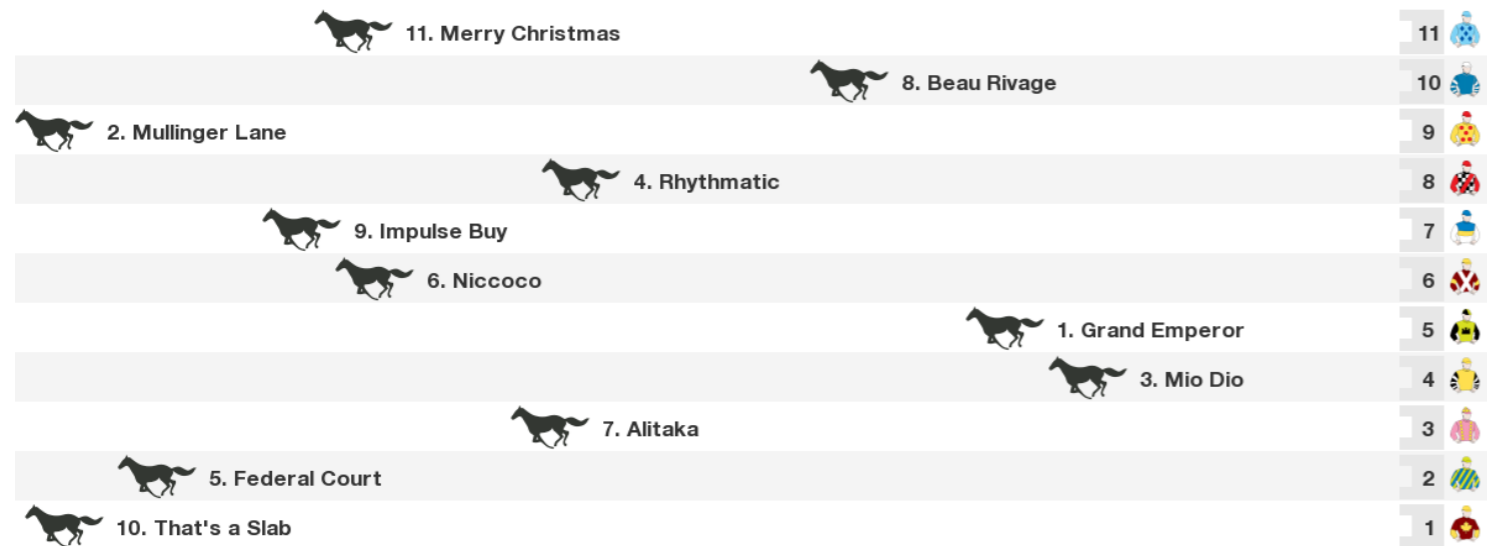 11. Merry Christmas 11
8. Beau Rivage 10
2. Mullinger Lane 9
4. Rhythmatic 8
9. Impulse Buy 7
6. Niccoco 6
1. Grand Emperor 5
3. Mio Dio 4
7. Alitaka 3
5. Federal Court 2
10. That's a Slab 1